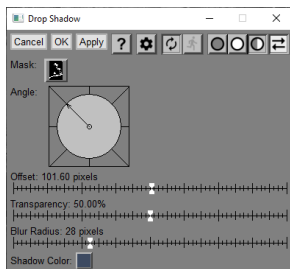 Drop Shadow
Cancel OK Apply ?
Mask:
Angle:
Offset: 101.60 pixels
Transparency: 50.00%
Blur Radius: 28 pixels
Shadow Color: